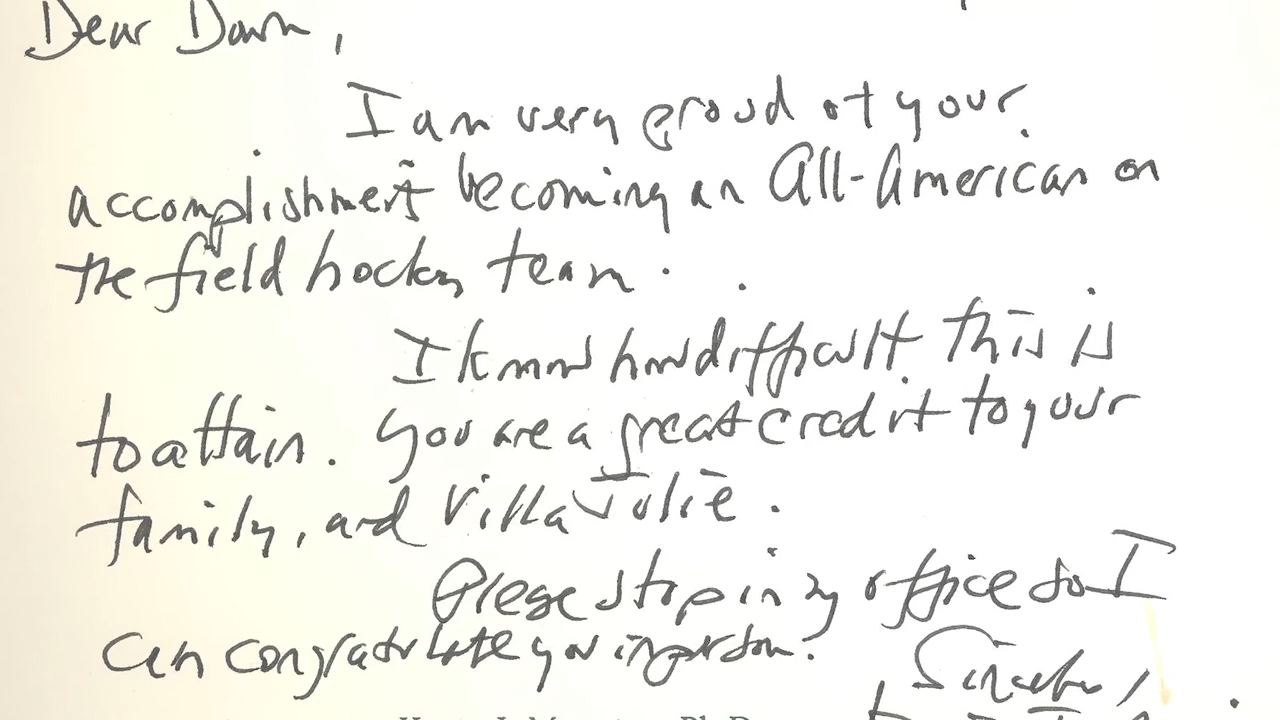 Dear Dawn,
I am very proud of your
accomplishment becoming an All-American on
the field hockey team.
I know how difficult this is
to attain. You are a great credit to your
family, and Villa Julie.
Please stop in my office so I
can congratulate you in person.
Sincerely,